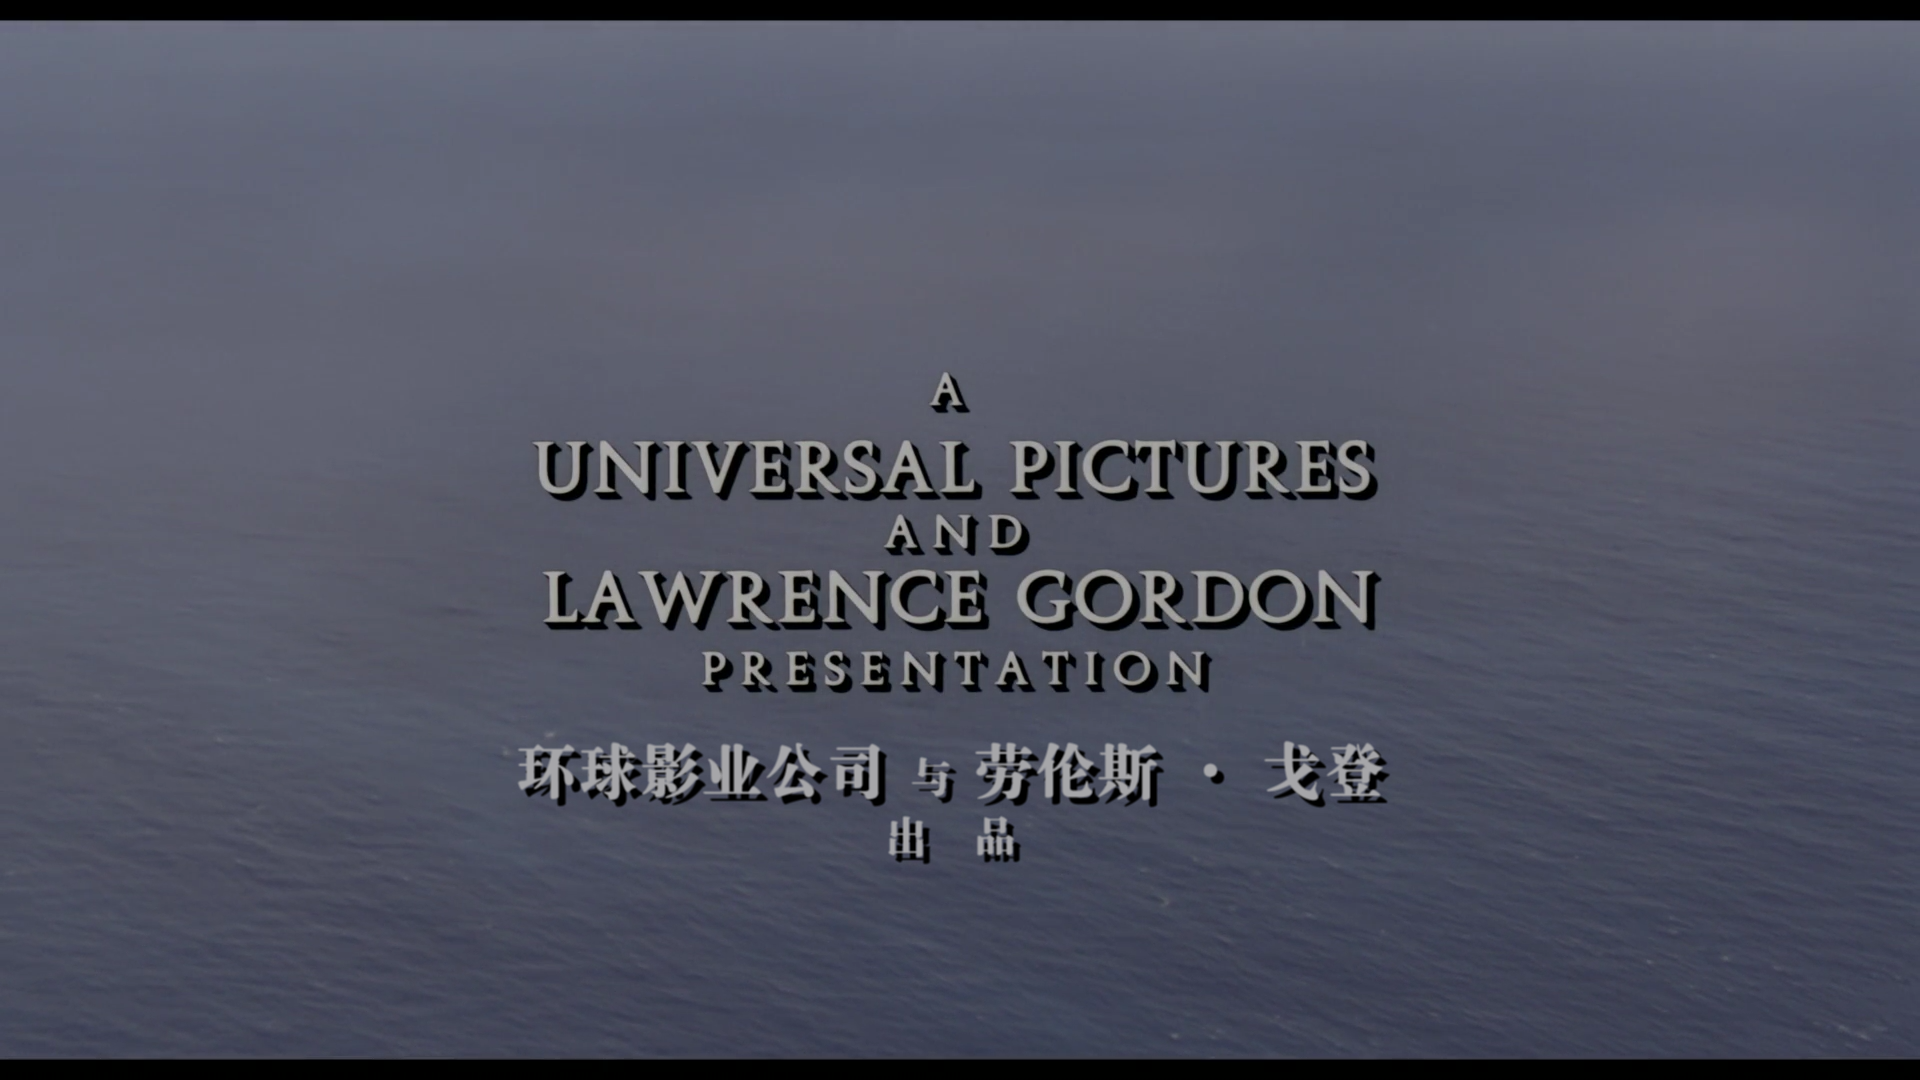 A
UNIVERSAL PICTURES
AND
LAWRENCE GORDON
PRESENTATION
环球影业公司 与 劳伦斯 · 戈登
出 品